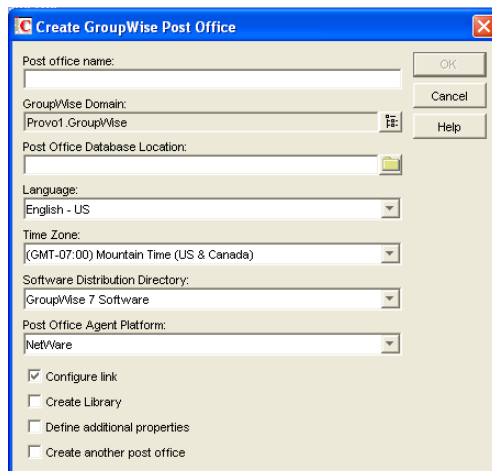 Create GroupWise Post Office
Post office name:
OK
Cancel
GroupWise Domain:
Provo1.GroupWise
Help
Post Office Database Location:
Language:
English - US
Time Zone:
(GMT-07:00) Mountain Time (US & Canada)
Software Distribution Directory:
GroupWise 7 Software
Post Office Agent Platform:
NetWare
Configure link
Create Library
Define additional properties
Create another post office